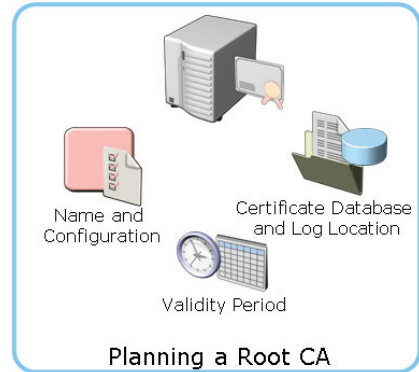 Name and
Configuration
Certificate Database
and Log Location
Validity Period
Planning a Root CA